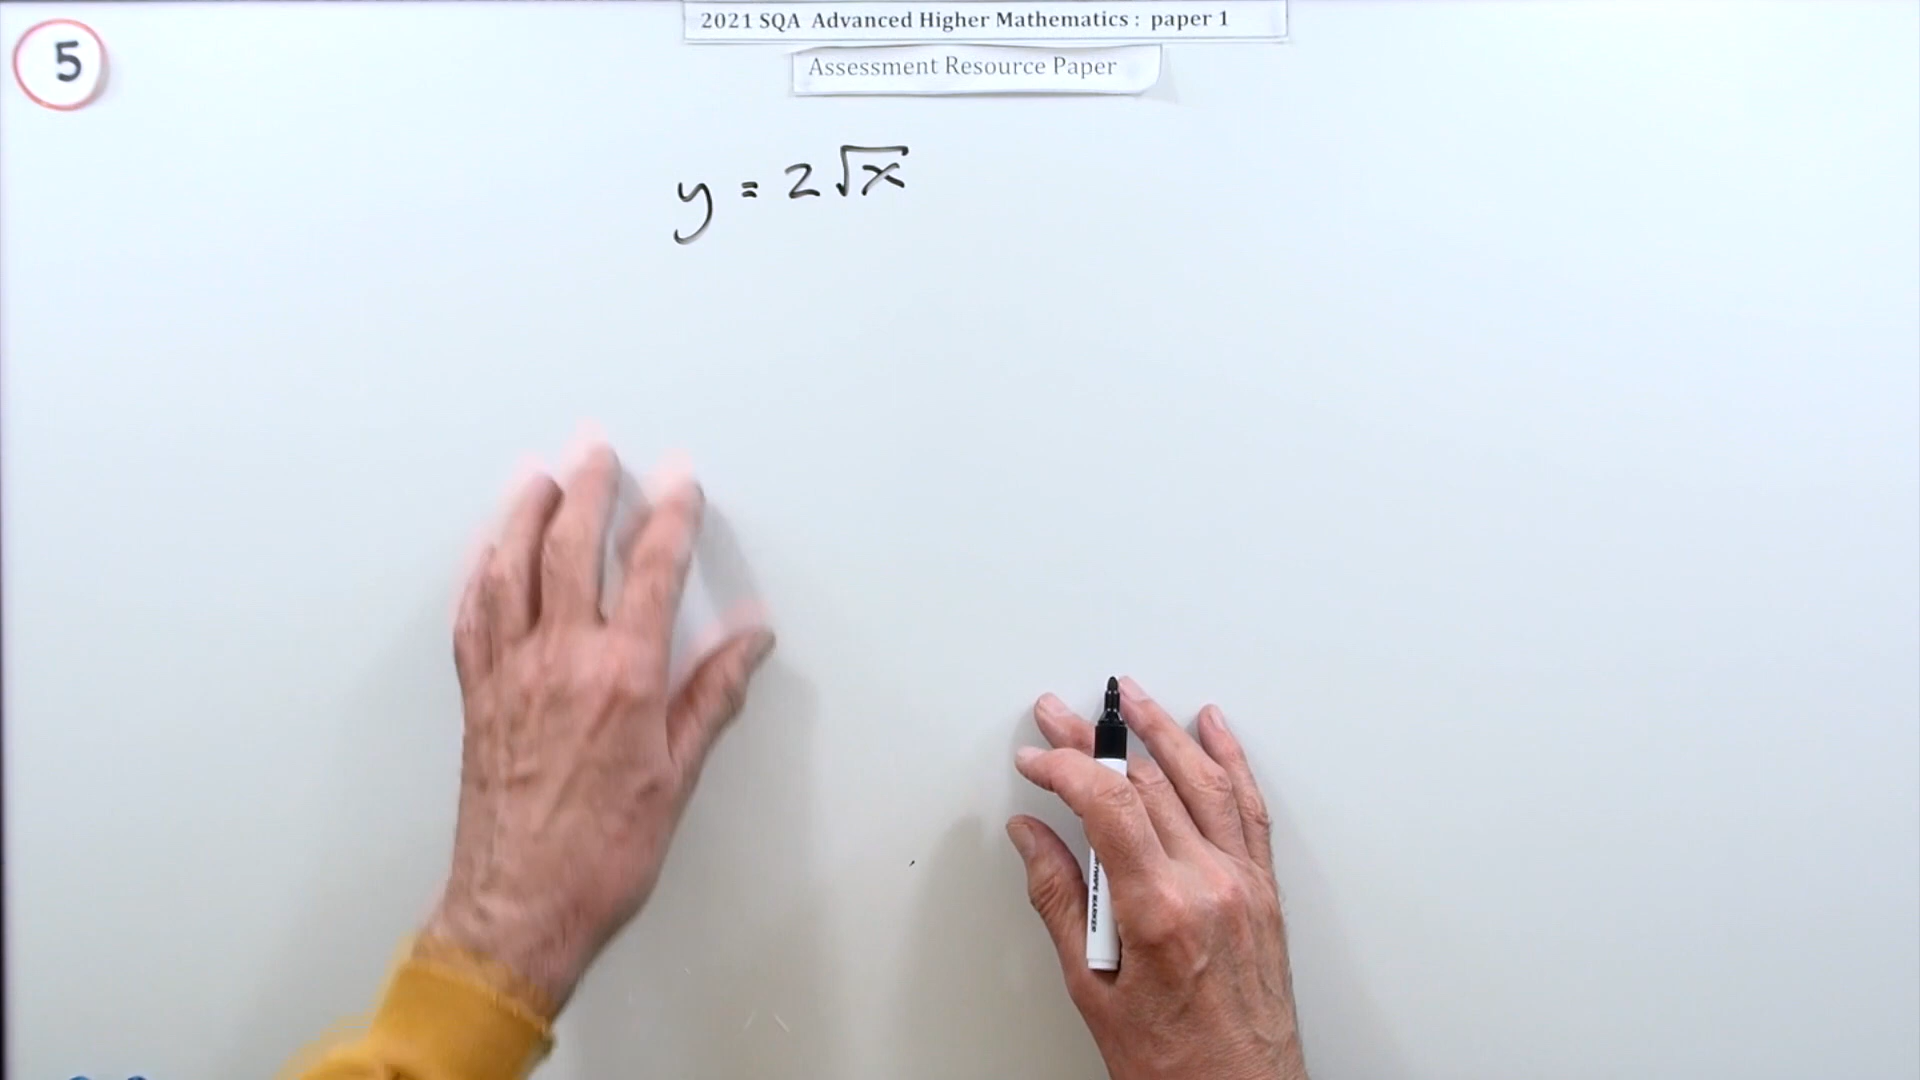 2021 SQA Advanced Higher Mathematics : paper 1
Assessment Resource Paper
5
y = 2√x